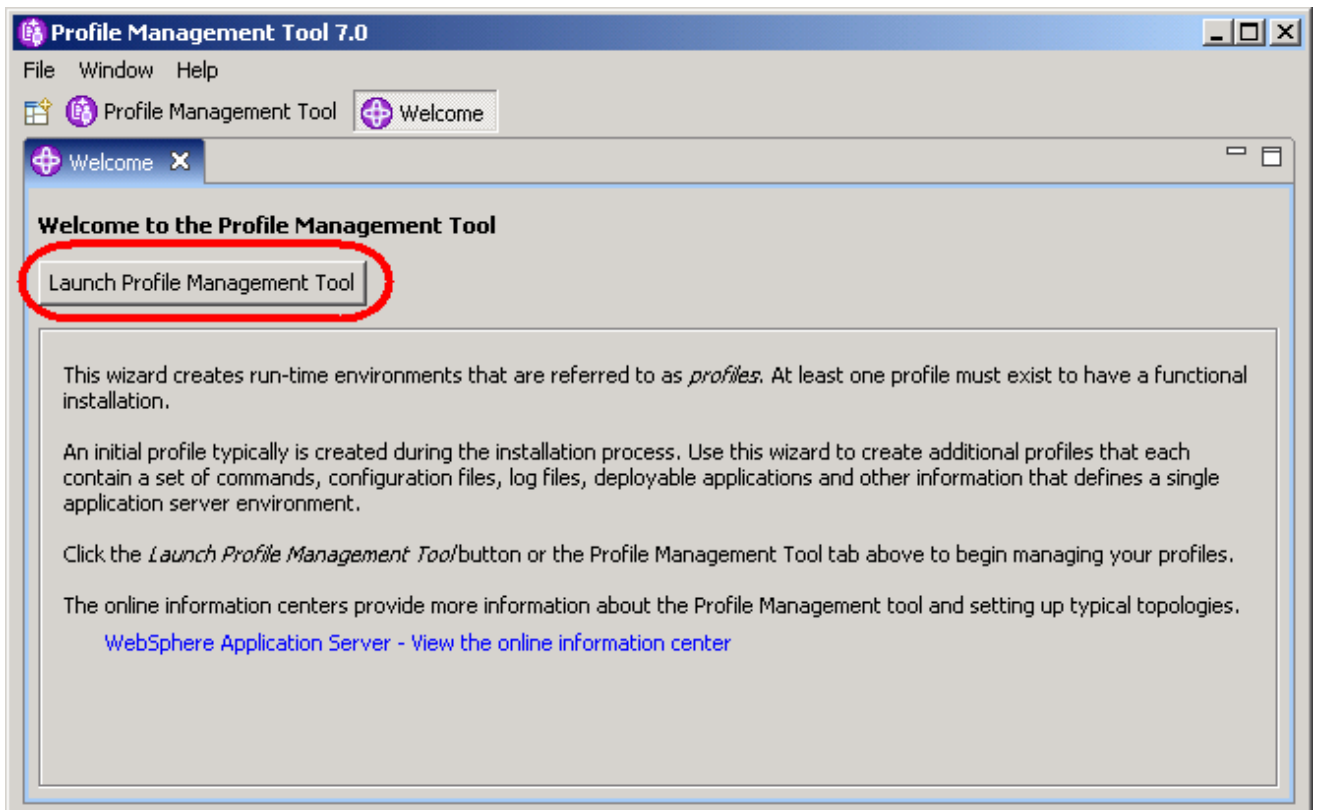 Profile Management Tool 7.0
File Window Help
Profile Management Tool Welcome
Welcome
Welcome to the Profile Management Tool
Launch Profile Management Tool
This wizard creates run-time environments that are referred to as profiles. At least one profile must exist to have a functional
installation.
An initial profile typically is created during the installation process. Use this wizard to create additional profiles that each
contain a set of commands, configuration files, log files, deployable applications and other information that defines a single
application server environment.
Click the Launch Profile Management Tool button or the Profile Management Tool tab above to begin managing your profiles.
The online information centers provide more information about the Profile Management tool and setting up typical topologies.
WebSphere Application Server - View the online information center